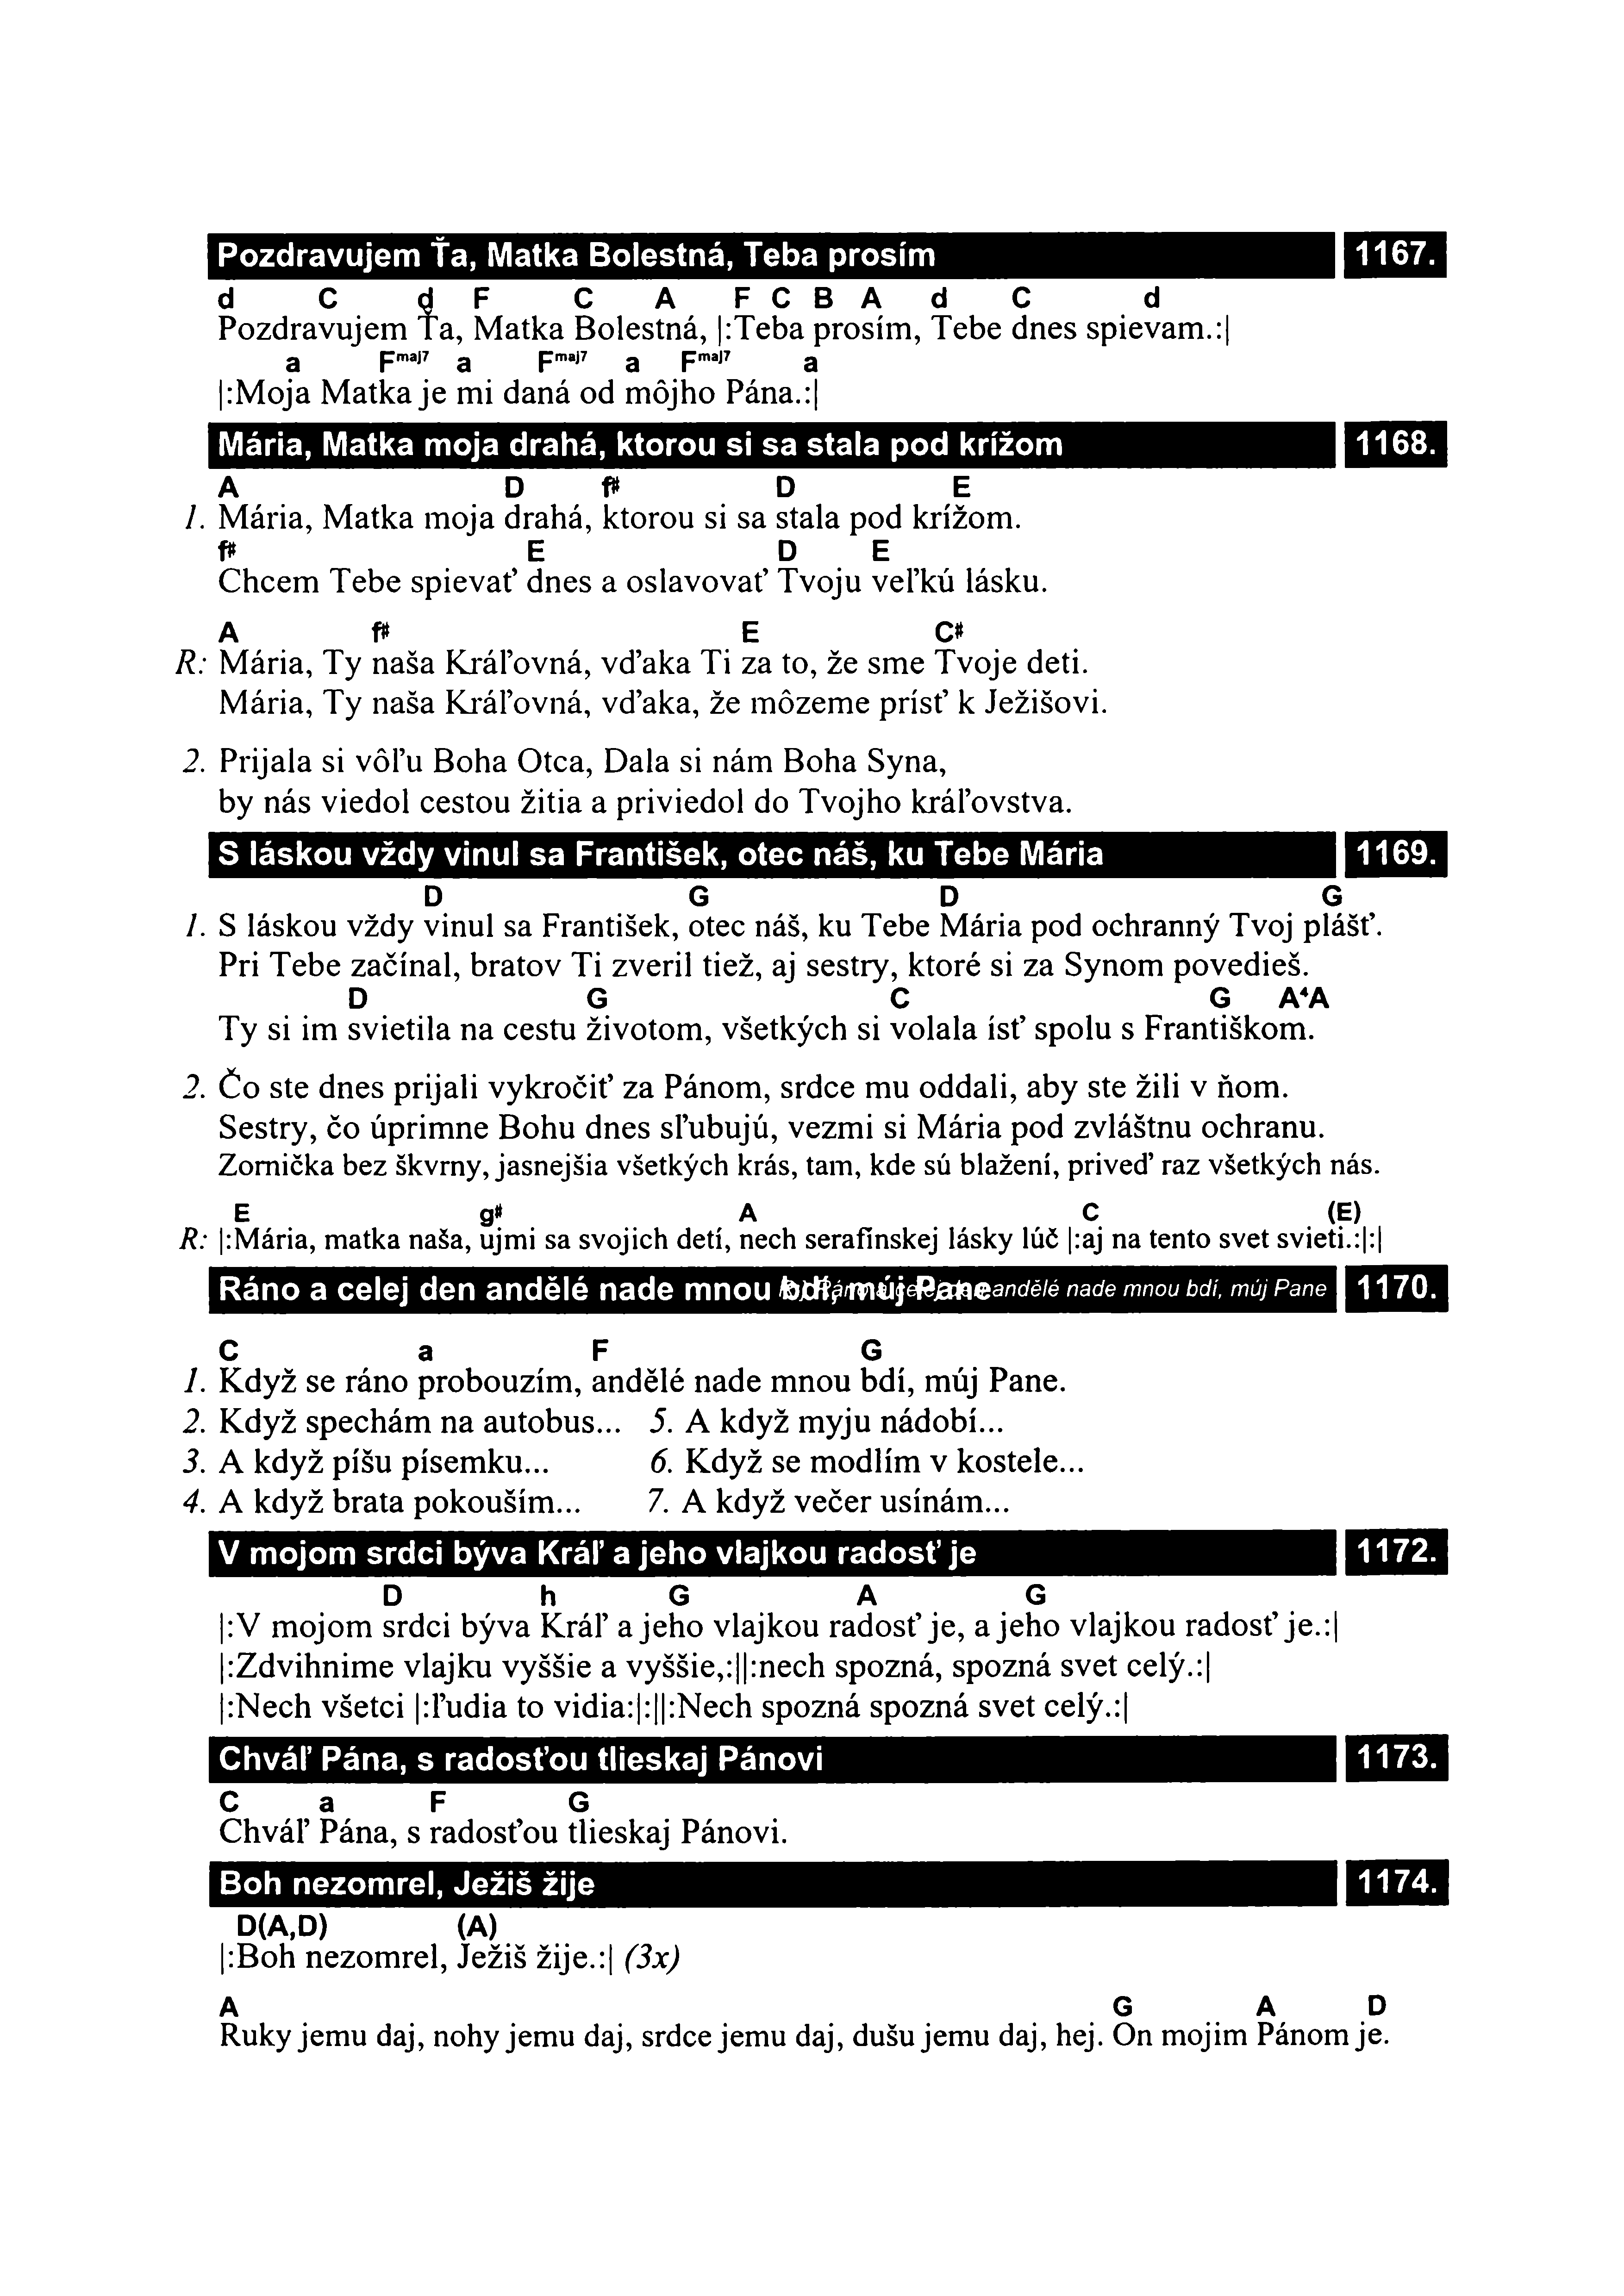 Pozdravujem Ťa, Matka Bolestná, Teba prosím 1167.
d C d F C A F C B A d C d
Pozdravujem Ťa, Matka Bolestná, |:Teba prosím, Tebe dnes spievam.:|
a Fmaj7 a Fmaj7 a Fmaj7 a
|:Moja Matka je mi daná od môjho Pána.:|
Mária, Matka moja drahá, ktorou si sa stala pod krížom 1168.
A D f# D E
1. Mária, Matka moja drahá, ktorou si sa stala pod krížom.
f# E D E
Chcem Tebe spievať dnes a oslavovať Tvoju veľkú lásku.
A f# E C#
R: Mária, Ty naša Kráľovná, vďaka Ti za to, že sme Tvoje deti.
Mária, Ty naša Kráľovná, vďaka, že môzeme prísť k Ježišovi.
2. Prijala si vôľu Boha Otca, Dala si nám Boha Syna,
by nás viedol cestou žitia a priviedol do Tvojho kráľovstva.
S láskou vždy vinul sa František, otec náš, ku Tebe Mária 1169.
D G D G
1. S láskou vždy vinul sa František, otec náš, ku Tebe Mária pod ochranný Tvoj plášť.
Pri Tebe začínal, bratov Ti zveril tiež, aj sestry, ktoré si za Synom povedieš.
D G C G A⁴A
Ty si im svietila na cestu životom, všetkých si volala ísť spolu s Františkom.
2. Čo ste dnes prijali vykročiť za Pánom, srdce mu oddali, aby ste žili v ňom.
Sestry, čo úprimne Bohu dnes sľubujú, vezmi si Mária pod zvláštnu ochranu.
Zornička bez škvrny, jasnejšia všetkých krás, tam, kde sú blažení, priveď raz všetkých nás.
E g# A C (E)
R: |:Mária, matka naša, ujmi sa svojich detí, nech serafínskej lásky lúč |:aj na tento svet svieti.:|:|
Ráno a celej den andělé nade mnou bdí, múj Pane andělé nade mnou bdí, múj Pane 1170.
C a F G
1. Když se ráno probouzím, andělé nade mnou bdí, múj Pane.
2. Když spechám na autobus... 5. A když myju nádobí...
3. A když píšu písemku... 6. Když se modlím v kostele...
4. A když brata pokouším... 7. A když večer usínám...
V mojom srdci býva Kráľ a jeho vlajkou radosť je 1172.
D h G A G
|:V mojom srdci býva Kráľ a jeho vlajkou radosť je, a jeho vlajkou radosť je.:|
|:Zdvihnime vlajku vyššie a vyššie,:||:nech spozná, spozná svet celý.:|
|:Nech všetci |:ľudia to vidia:|:||:Nech spozná spozná svet celý.:|
Chváľ Pána, s radosťou tlieskaj Pánovi 1173.
C a F G
Chváľ Pána, s radosťou tlieskaj Pánovi.
Boh nezomrel, Ježiš žije 1174.
D(A,D) (A)
|:Boh nezomrel, Ježiš žije.:| (3x)
A G A D
Ruky jemu daj, nohy jemu daj, srdce jemu daj, dušu jemu daj, hej. On mojim Pánom je.